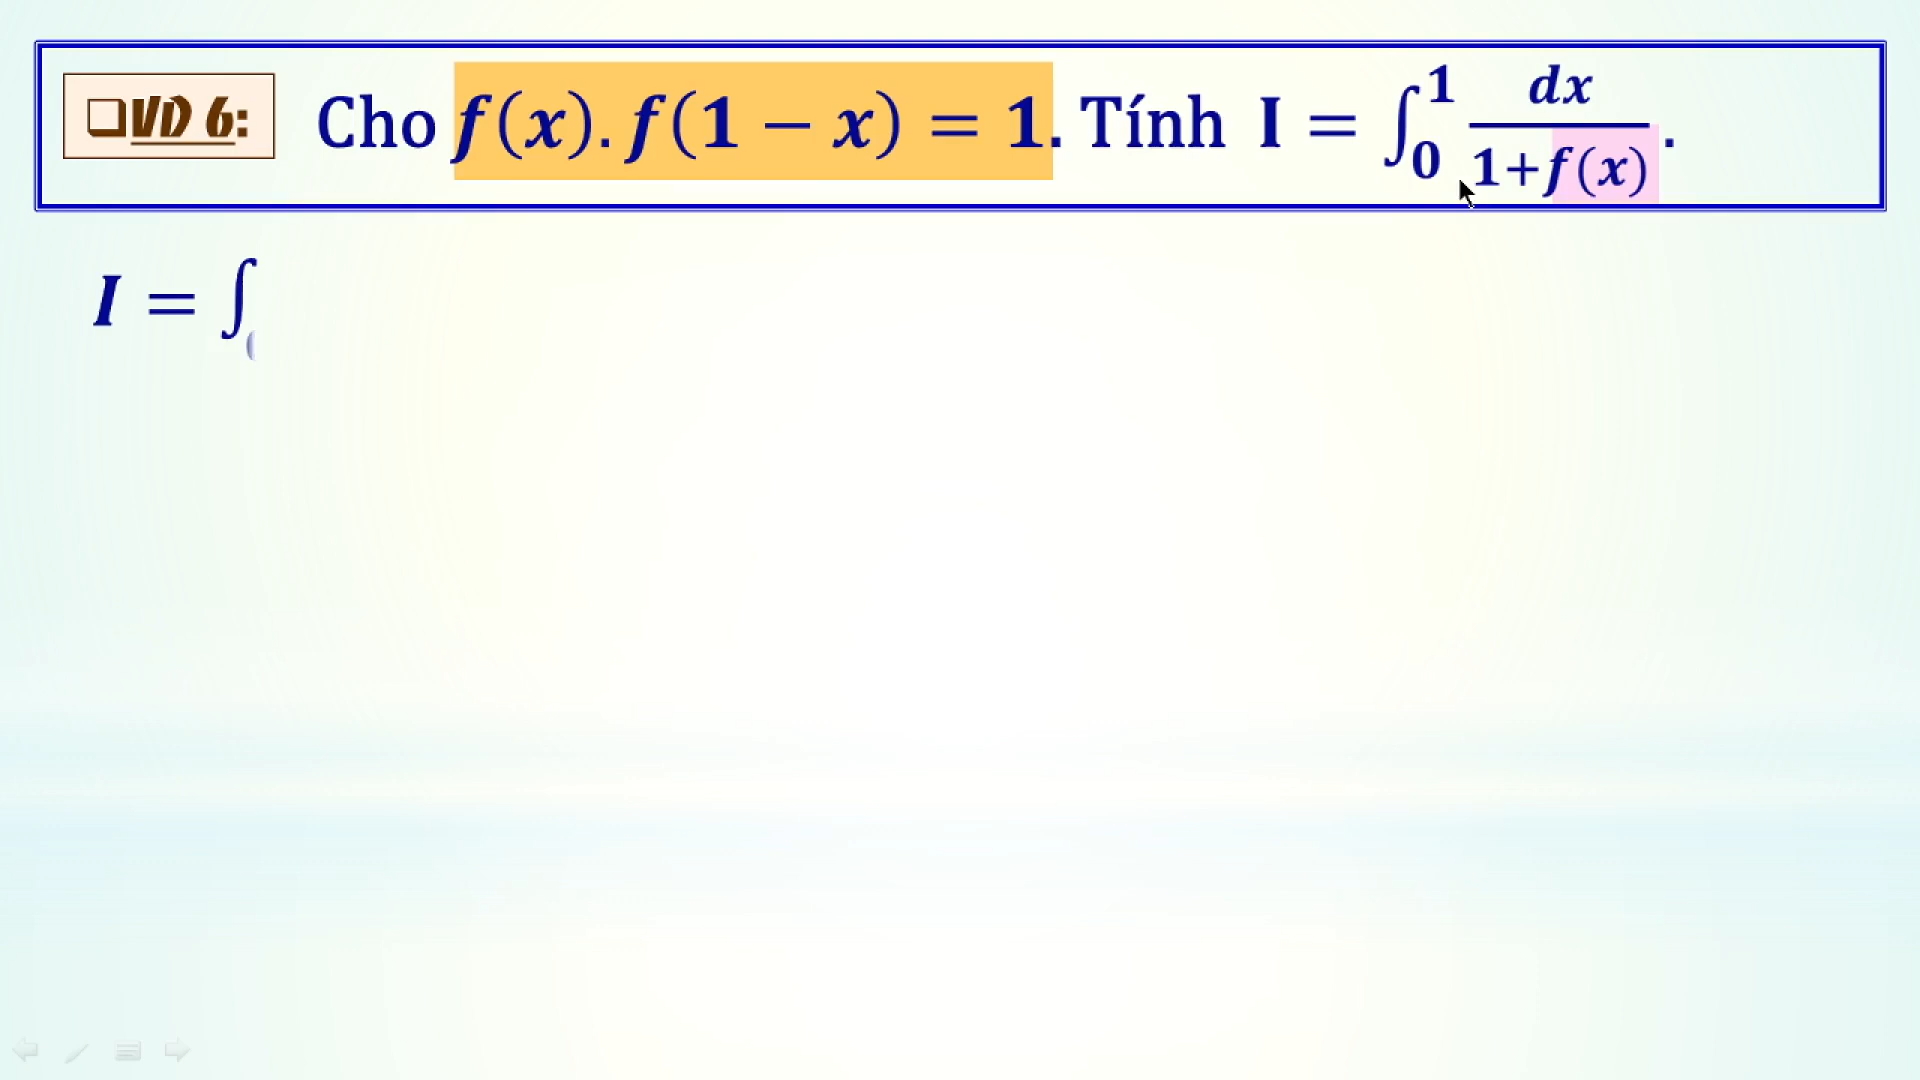 ❑VD 6: Cho f(x). f(1 − x) = 1. Tính I = ∫₀¹ dx / (1+f(x)) .
I = ∫